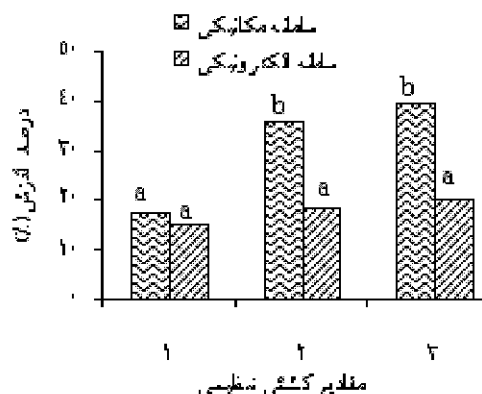 سامانه مکانیکی
سامانه الکترونیکی
۵۰
۴۰
۳۰
۲۰
۱۰
۰
درصد لغزش (٪)
a a b a b a
۱ ۲ ۳
مقادیر کشش تنظیمی